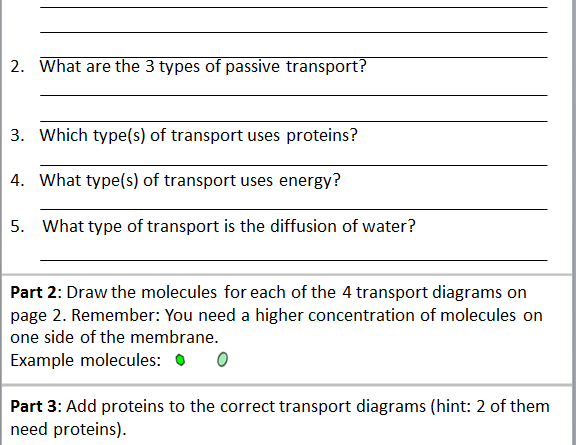 2. What are the 3 types of passive transport?
3. Which type(s) of transport uses proteins?
4. What type(s) of transport uses energy?
5. What type of transport is the diffusion of water?
Part 2: Draw the molecules for each of the 4 transport diagrams on
page 2. Remember: You need a higher concentration of molecules on
one side of the membrane.
Example molecules:
Part 3: Add proteins to the correct transport diagrams (hint: 2 of them
need proteins).